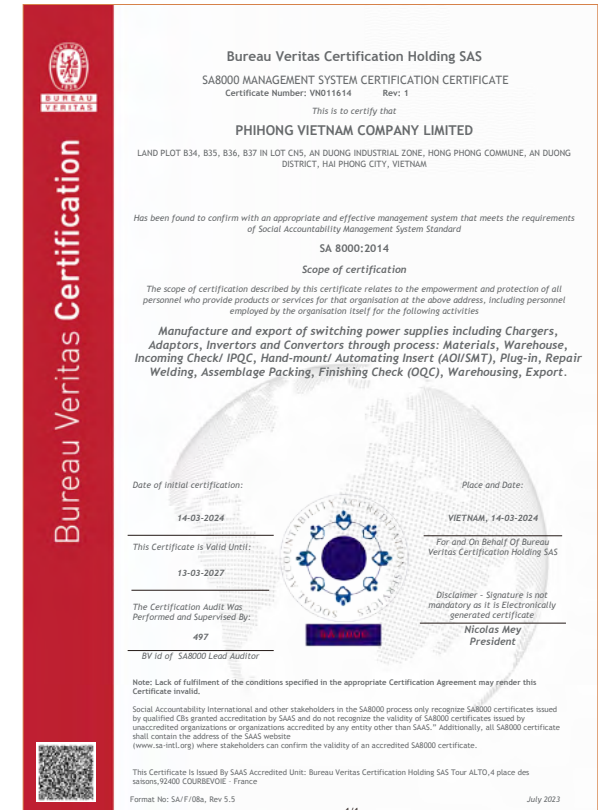 BUREAU
VERITAS
Bureau Veritas Certification
Bureau Veritas Certification Holding SAS
SA8000 MANAGEMENT SYSTEM CERTIFICATION CERTIFICATE
Certificate Number: VN011614 Rev: 1
This is to certify that
PHIHONG VIETNAM COMPANY LIMITED
LAND PLOT B34, B35, B36, B37 IN LOT CN5, AN DUONG INDUSTRIAL ZONE, HONG PHONG COMMUNE, AN DUONG
DISTRICT, HAI PHONG CITY, VIETNAM
Has been found to confirm with an appropriate and effective management system that meets the requirements
of Social Accountability Management System Standard
SA 8000:2014
Scope of certification
The scope of certification described by this certificate relates to the empowerment and protection of all
personnel who provide products or services for that organisation at the above address, including personnel
employed by the organisation itself for the following activities
Manufacture and export of switching power supplies including Chargers,
Adaptors, Invertors and Convertors through process: Materials, Warehouse,
Incoming Check/ IPQC, Hand-mount/ Automating Insert (AOI/SMT), Plug-in, Repair
Welding, Assemblage Packing, Finishing Check (OQC), Warehousing, Export.
Date of initial certification:
14-03-2024
This Certificate is Valid Until:
13-03-2027
The Certification Audit Was
Performed and Supervised By:
497
BV id of SA8000 Lead Auditor
SOCIAL ACCOUNTABILITY ACCREDITATION SERVICES
SA 8000
Place and Date:
VIETNAM, 14-03-2024
For and On Behalf Of Bureau
Veritas Certification Holding SAS
Disclaimer - Signature is not
mandatory as it is Electronically
generated certificate
Nicolas Mey
President
Note: Lack of fulfilment of the conditions specified in the appropriate Certification Agreement may render this
Certificate invalid.
Social Accountability International and other stakeholders in the SA8000 process only recognize SA8000 certificates issued
by qualified CBs granted accreditation by SAAS and do not recognize the validity of SA8000 certificates issued by
unaccredited organizations or organizations accredited by any entity other than SAAS.” Additionally, all SA8000 certificate
shall contain the address of the SAAS website
(www.sa-intl.org) where stakeholders can confirm the validity of an accredited SA8000 certificate.
This Certificate Is Issued By SAAS Accredited Unit: Bureau Veritas Certification Holding SAS Tour ALTO,4 place des
saisons,92400 COURBEVOIE - France
Format No: SA/F/08a, Rev 5.5 July 2023